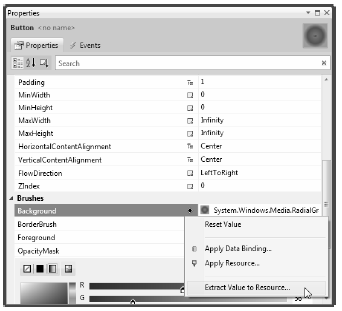 Properties
Button <no name>
Properties Events
Search
Padding 1
MinWidth 0
MinHeight 0
MaxWidth Infinity
MaxHeight Infinity
HorizontalContentAlignment Center
VerticalContentAlignment Center
FlowDirection LeftToRight
ZIndex 0
Brushes
Background System.Windows.Media.RadialGr
BorderBrush Reset Value
Foreground
Apply Data Binding...
OpacityMask
Apply Resource...
R
Extract Value to Resource...
G